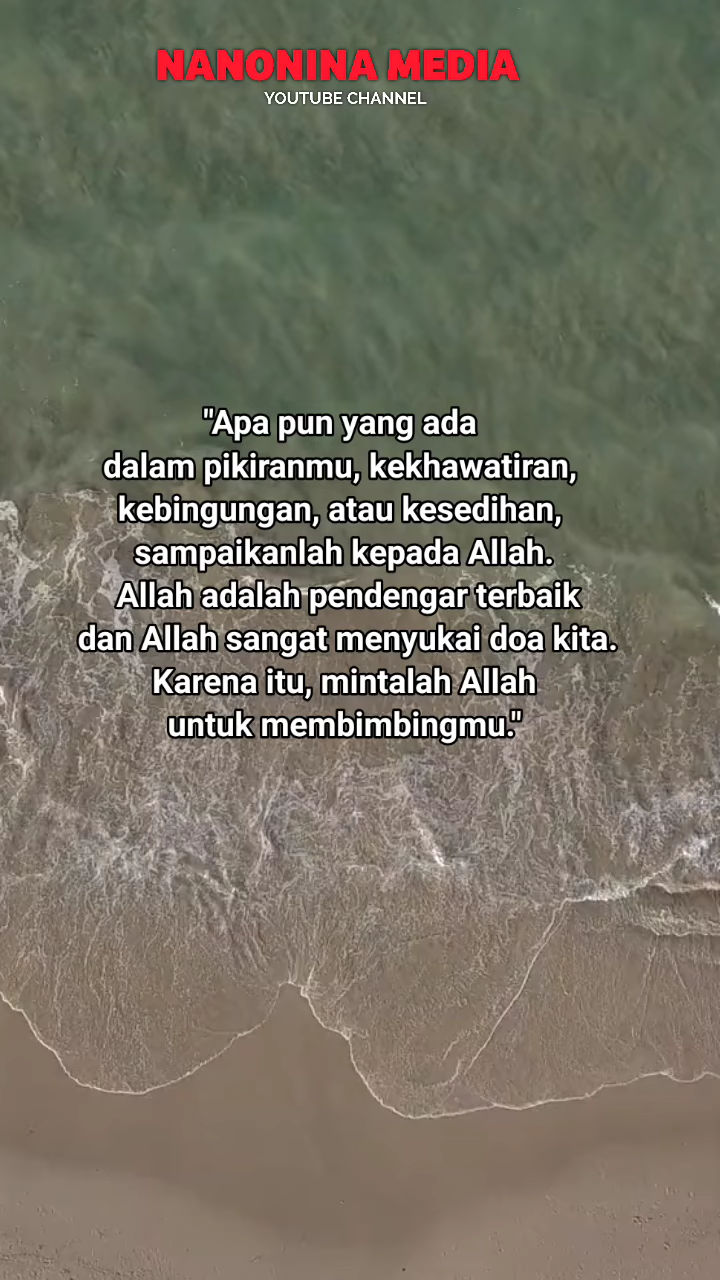 NANONINA MEDIA
YOUTUBE CHANNEL
"Apa pun yang ada
dalam pikiranmu, kekhawatiran,
kebingungan, atau kesedihan,
sampaikanlah kepada Allah.
Allah adalah pendengar terbaik
dan Allah sangat menyukai doa kita.
Karena itu, mintalah Allah
untuk membimbingmu."